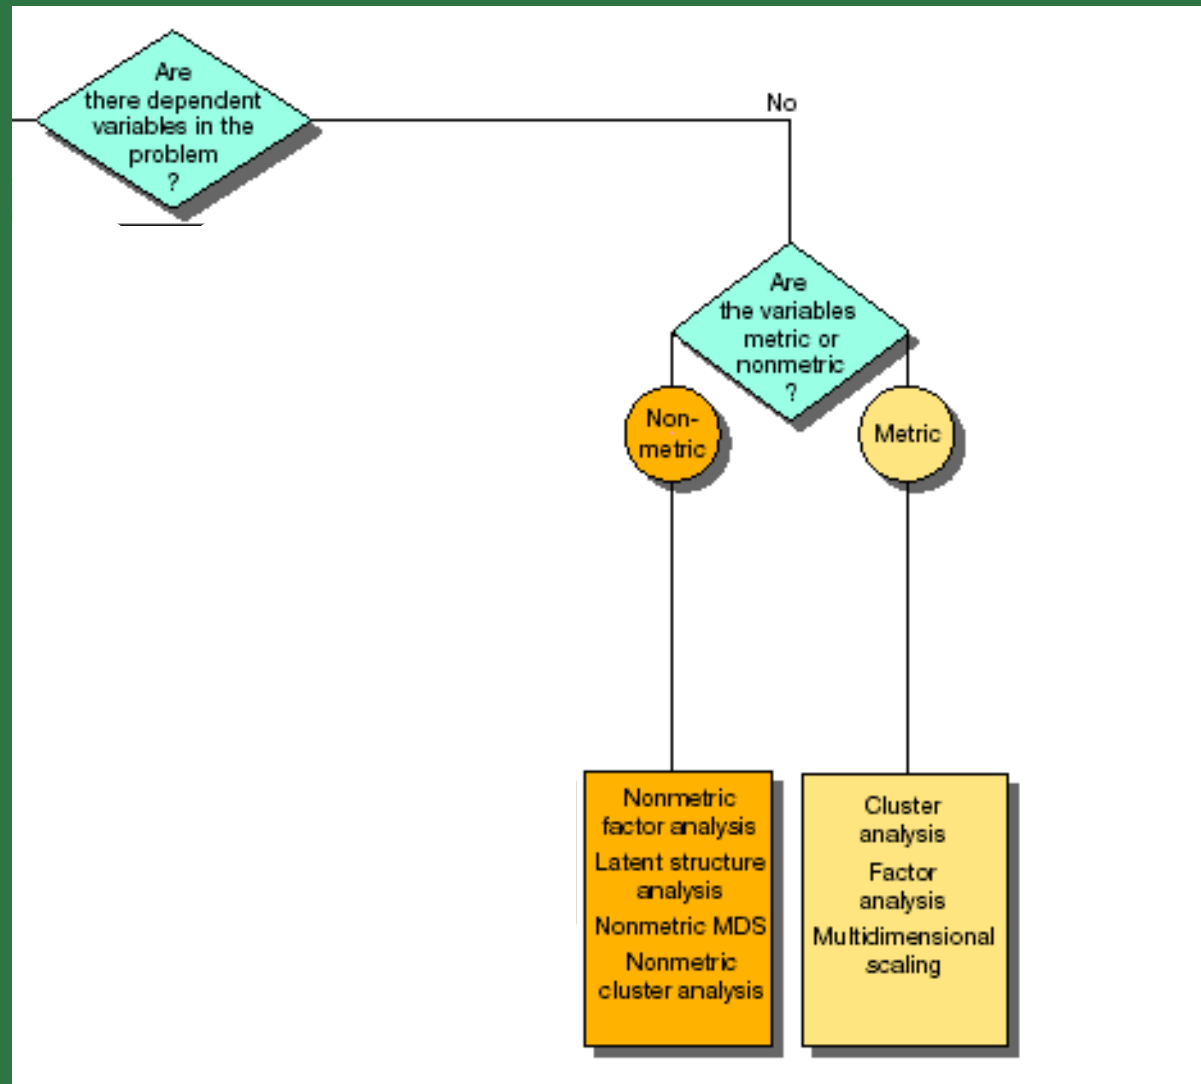 Are
there dependent
variables in the
problem
?
No
Are
the variables
metric or
nonmetric
?
Non-
metric
Metric
Nonmetric
factor analysis
Latent structure
analysis
Nonmetric MDS
Nonmetric
cluster analysis
Cluster
analysis
Factor
analysis
Multidimensional
scaling